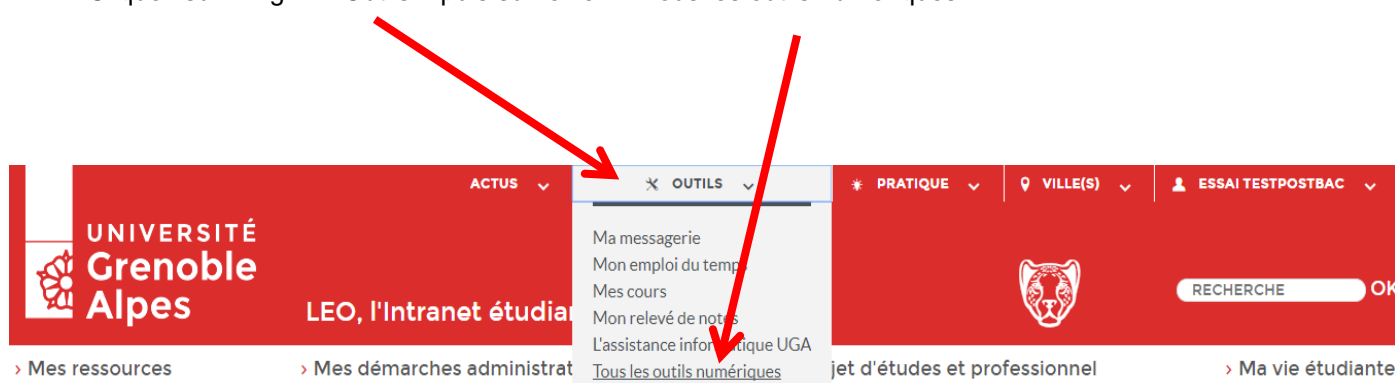 ACTUS
OUTILS
PRATIQUE
VILLE(S)
ESSAI TESTPOSTBAC
UNIVERSITÉ
Grenoble
Alpes
LEO, l'Intranet étudia
Ma messagerie
Mon emploi du temps
Mes cours
Mon relevé de notes
L'assistance informatique UGA
Tous les outils numériques
RECHERCHE
OK
› Mes ressources
› Mes démarches administrat
jet d'études et professionnel
› Ma vie étudiante